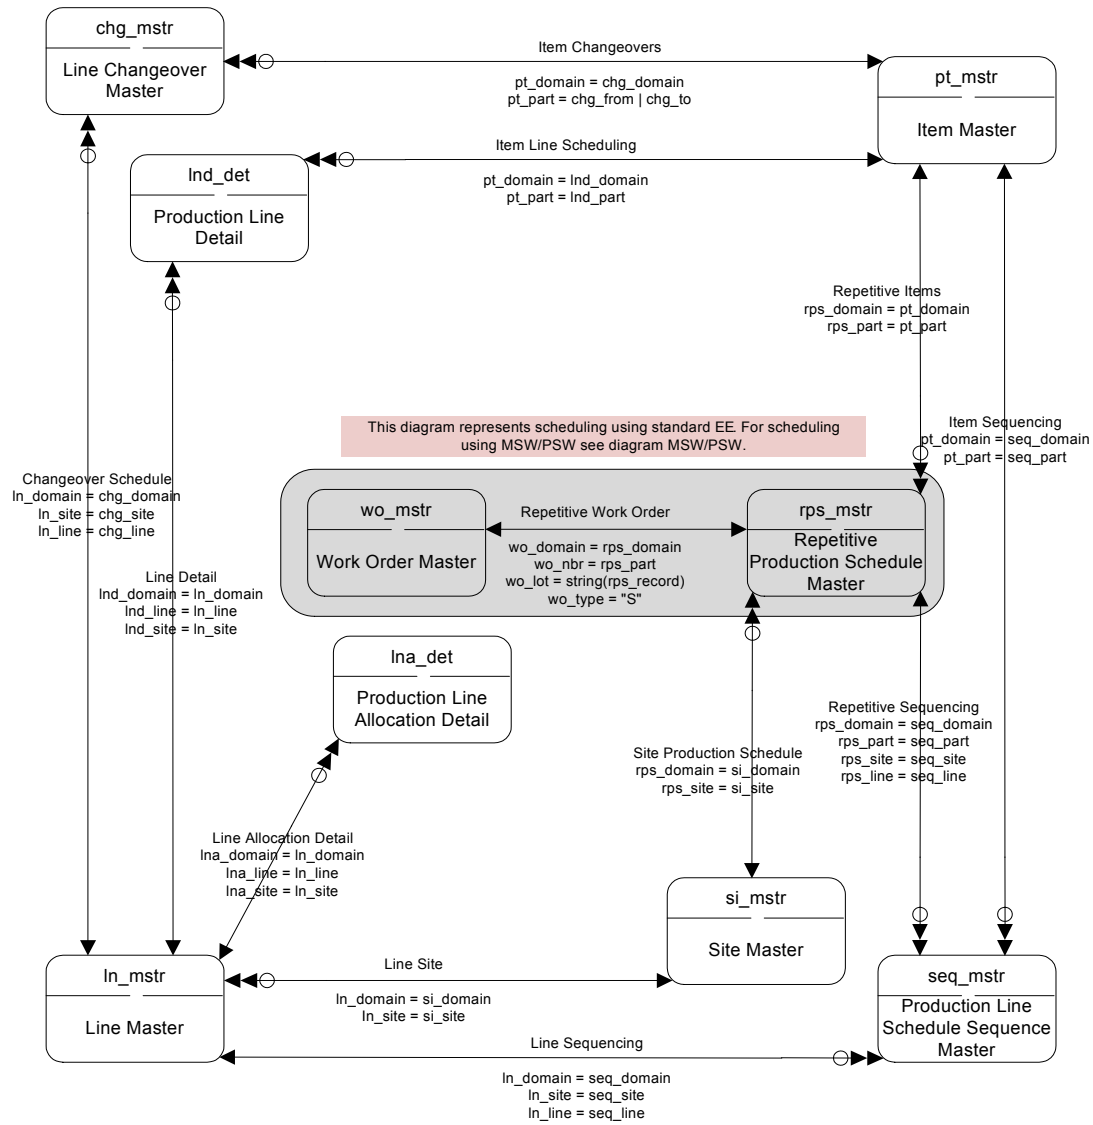 chg_mstr
Line Changeover
Master
Item Changeovers
pt_domain = chg_domain
pt_part = chg_from | chg_to
pt_mstr
Item Master
Item Line Scheduling
pt_domain = lnd_domain
pt_part = lnd_part
lnd_det
Production Line
Detail
Repetitive Items
rps_domain = pt_domain
rps_part = pt_part
This diagram represents scheduling using standard EE. For scheduling
using MSW/PSW see diagram MSW/PSW.
Item Sequencing
pt_domain = seq_domain
pt_part = seq_part
Changeover Schedule
ln_domain = chg_domain
ln_site = chg_site
ln_line = chg_line
wo_mstr
Work Order Master
Repetitive Work Order
wo_domain = rps_domain
wo_nbr = rps_part
wo_lot = string(rps_record)
wo_type = "S"
rps_mstr
Repetitive
Production Schedule
Master
Line Detail
lnd_domain = ln_domain
lnd_line = ln_line
lnd_site = ln_site
lna_det
Production Line
Allocation Detail
Site Production Schedule
rps_domain = si_domain
rps_site = si_site
Repetitive Sequencing
rps_domain = seq_domain
rps_part = seq_part
rps_site = seq_site
rps_line = seq_line
Line Allocation Detail
lna_domain = ln_domain
lna_line = ln_line
lna_site = ln_site
si_mstr
Site Master
ln_mstr
Line Master
Line Site
ln_domain = si_domain
ln_site = si_site
seq_mstr
Production Line
Schedule Sequence
Master
Line Sequencing
ln_domain = seq_domain
ln_site = seq_site
ln_line = seq_line